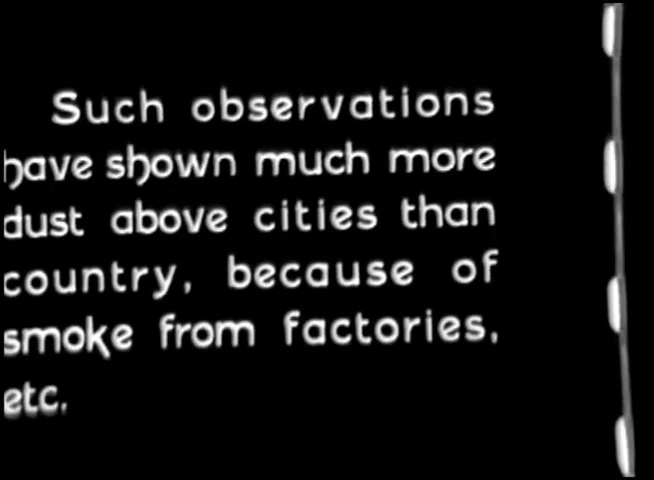 Such observations
have shown much more
dust above cities than
country, because of
smoke from factories,
etc.